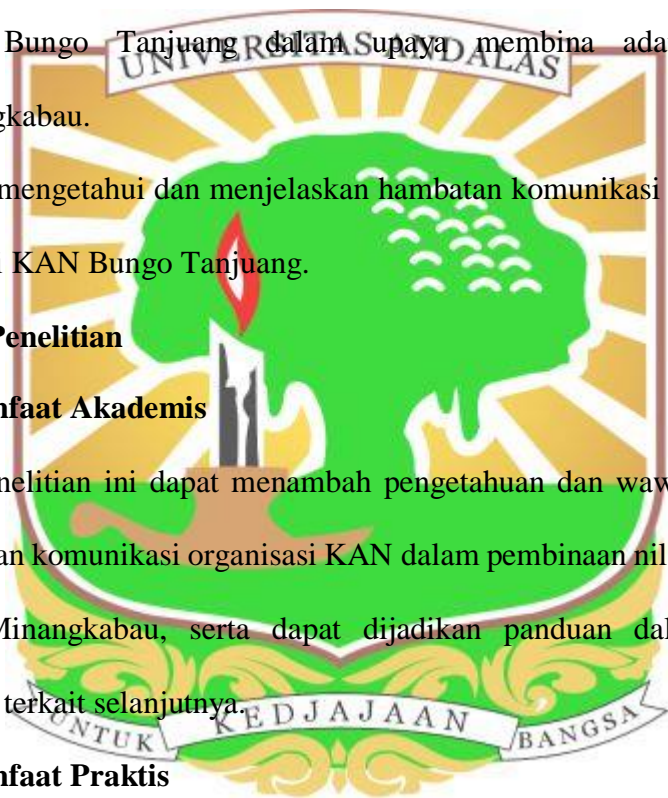 UNIVERSITAS ANDALAS
Bungo Tanjuang dalam upaya membina ada
gkabau.
mengetahui dan menjelaskan hambatan komunikasi
KAN Bungo Tanjuang.
Penelitian
nfaat Akademis
nelitian ini dapat menambah pengetahuan dan waw
an komunikasi organisasi KAN dalam pembinaan nil
Minangkabau, serta dapat dijadikan panduan dal
terkait selanjutnya.
UNTUK KEDJAJAAN BANGSA
nfaat Praktis